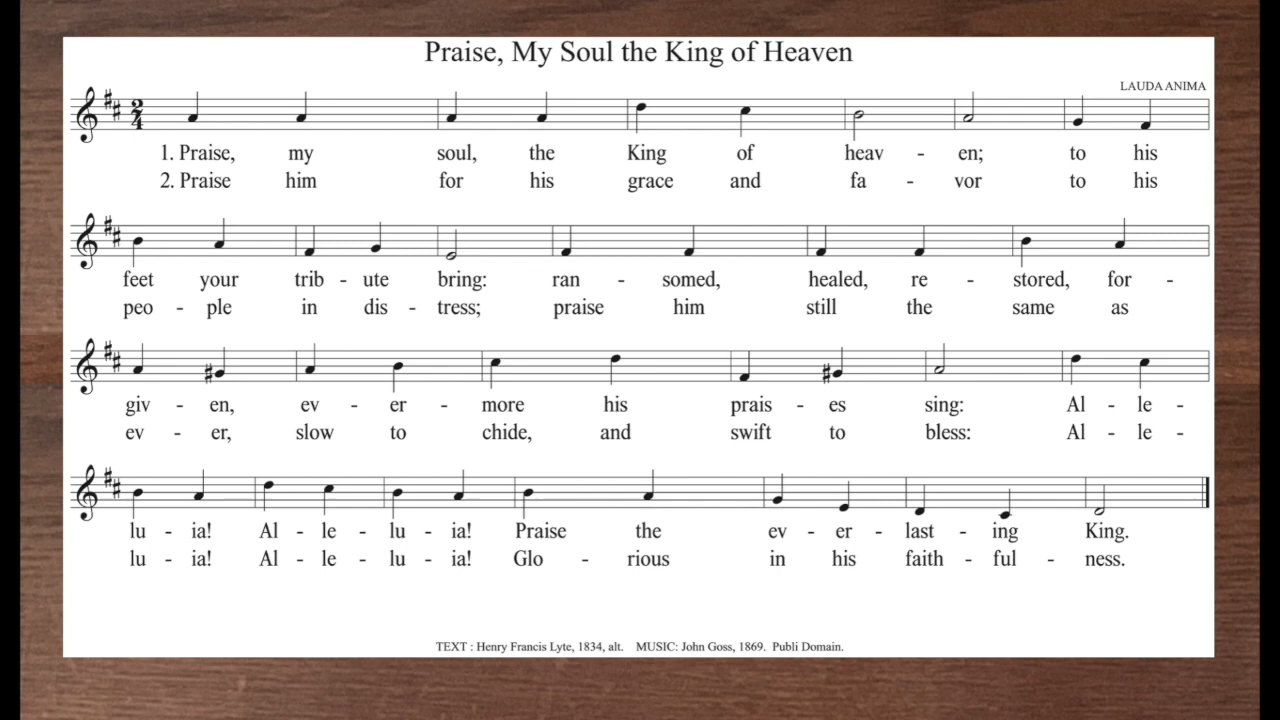 Praise, My Soul the King of Heaven
LAUDA ANIMA
2
4
1. Praise, my soul, the King of heav - en; to his
2. Praise him for his grace and fa - vor to his
feet your trib - ute bring: ran - somed, healed, re - stored, for -
peo - ple in dis - tress; praise him still the same as
giv - en, ev - er - more his prais - es sing: Al - le -
ev - er, slow to chide, and swift to bless: Al - le -
lu - ia! Al - le - lu - ia! Praise the ev - er - last - ing King.
lu - ia! Al - le - lu - ia! Glo - rious in his faith - ful - ness.
TEXT : Henry Francis Lyte, 1834, alt. MUSIC: John Goss, 1869. Publi Domain.